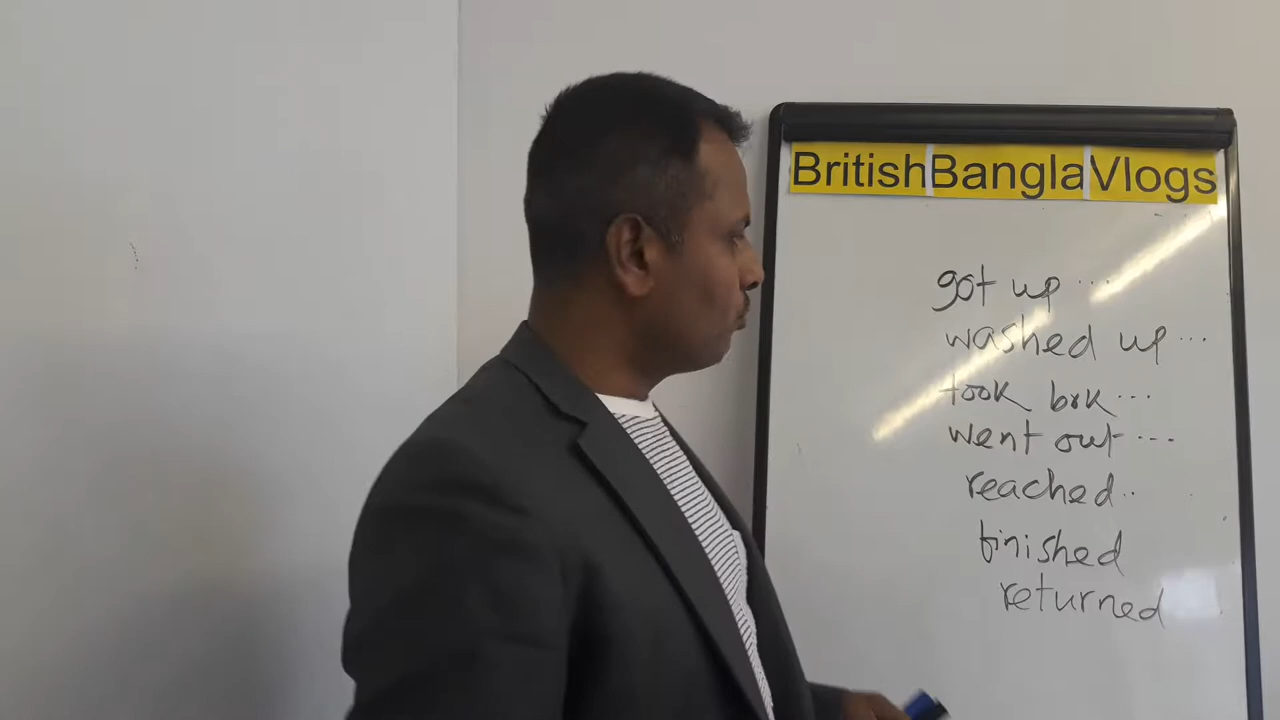 BritishBanglaVlogs
got up ...
washed up ...
took brk ...
went out ...
reached..
finished
returned